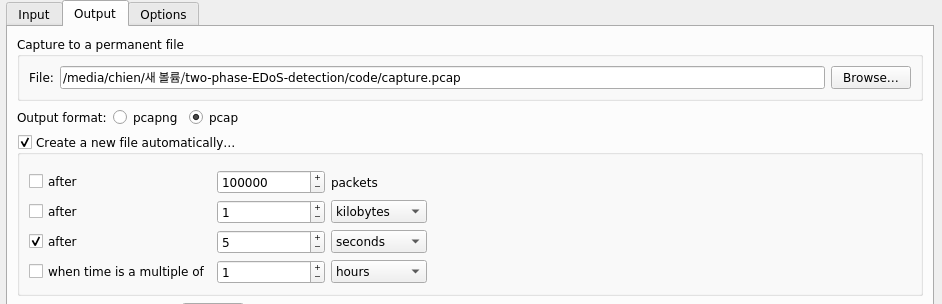 Input Output Options
Capture to a permanent file
File: /media/chien/새 볼륨/two-phase-EDoS-detection/code/capture.pcap Browse...
Output format: pcapng pcap
Create a new file automatically...
after 100000 packets
after 1 kilobytes
after 5 seconds
when time is a multiple of 1 hours